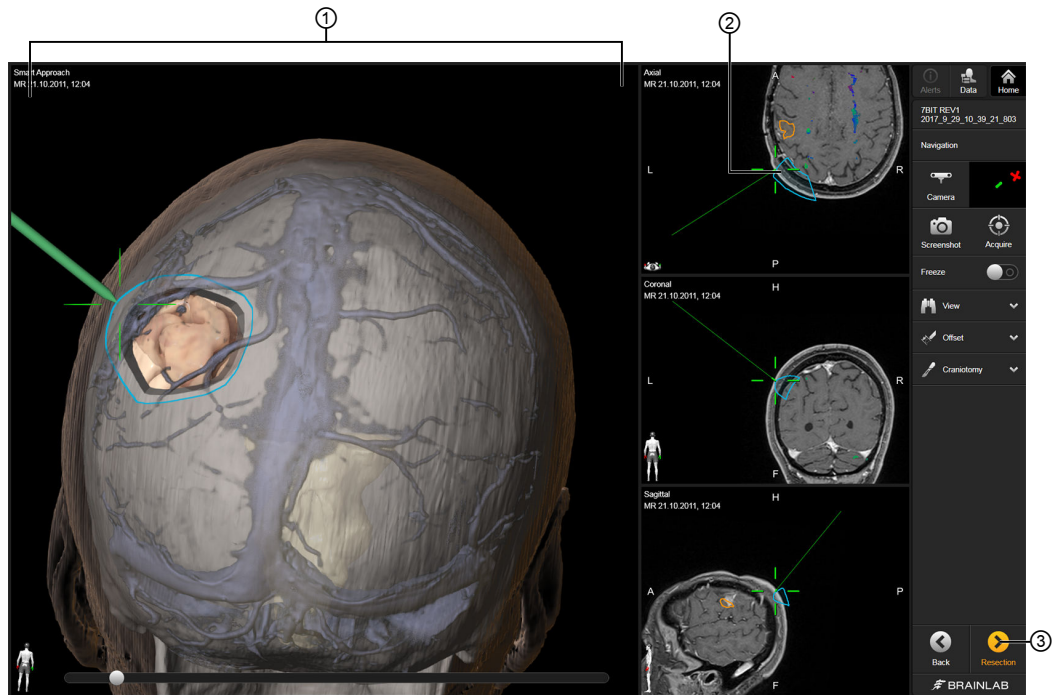 1
2
Smart Approach
MR 21.10.2011, 12:04
Axial
MR 21.10.2011, 12:04
A
L
R
P
Coronal
MR 21.10.2011, 12:04
H
L
R
F
Sagittal
MR 21.10.2011, 12:04
H
A
P
F
Alerts
Data
Home
7BIT REV1
2017_9_29_10_39_21_803
Navigation
Camera
Screenshot
Acquire
Freeze
View
Offset
Craniotomy
Back
Resection
3
BRAINLAB